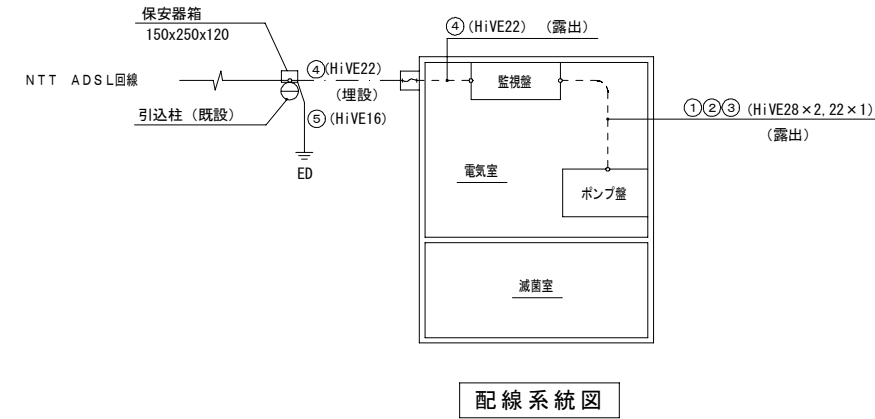 保安器箱
150x250x120
④(HiVE22) (露出)
NTT ADSL回線
④(HiVE22)
(埋設)
監視盤
引込柱(既設)
⑤(HiVE16)
①②③(HiVE28×2,22×1)
(露出)
ED
電気室
ポンプ盤
滅菌室
配線系統図